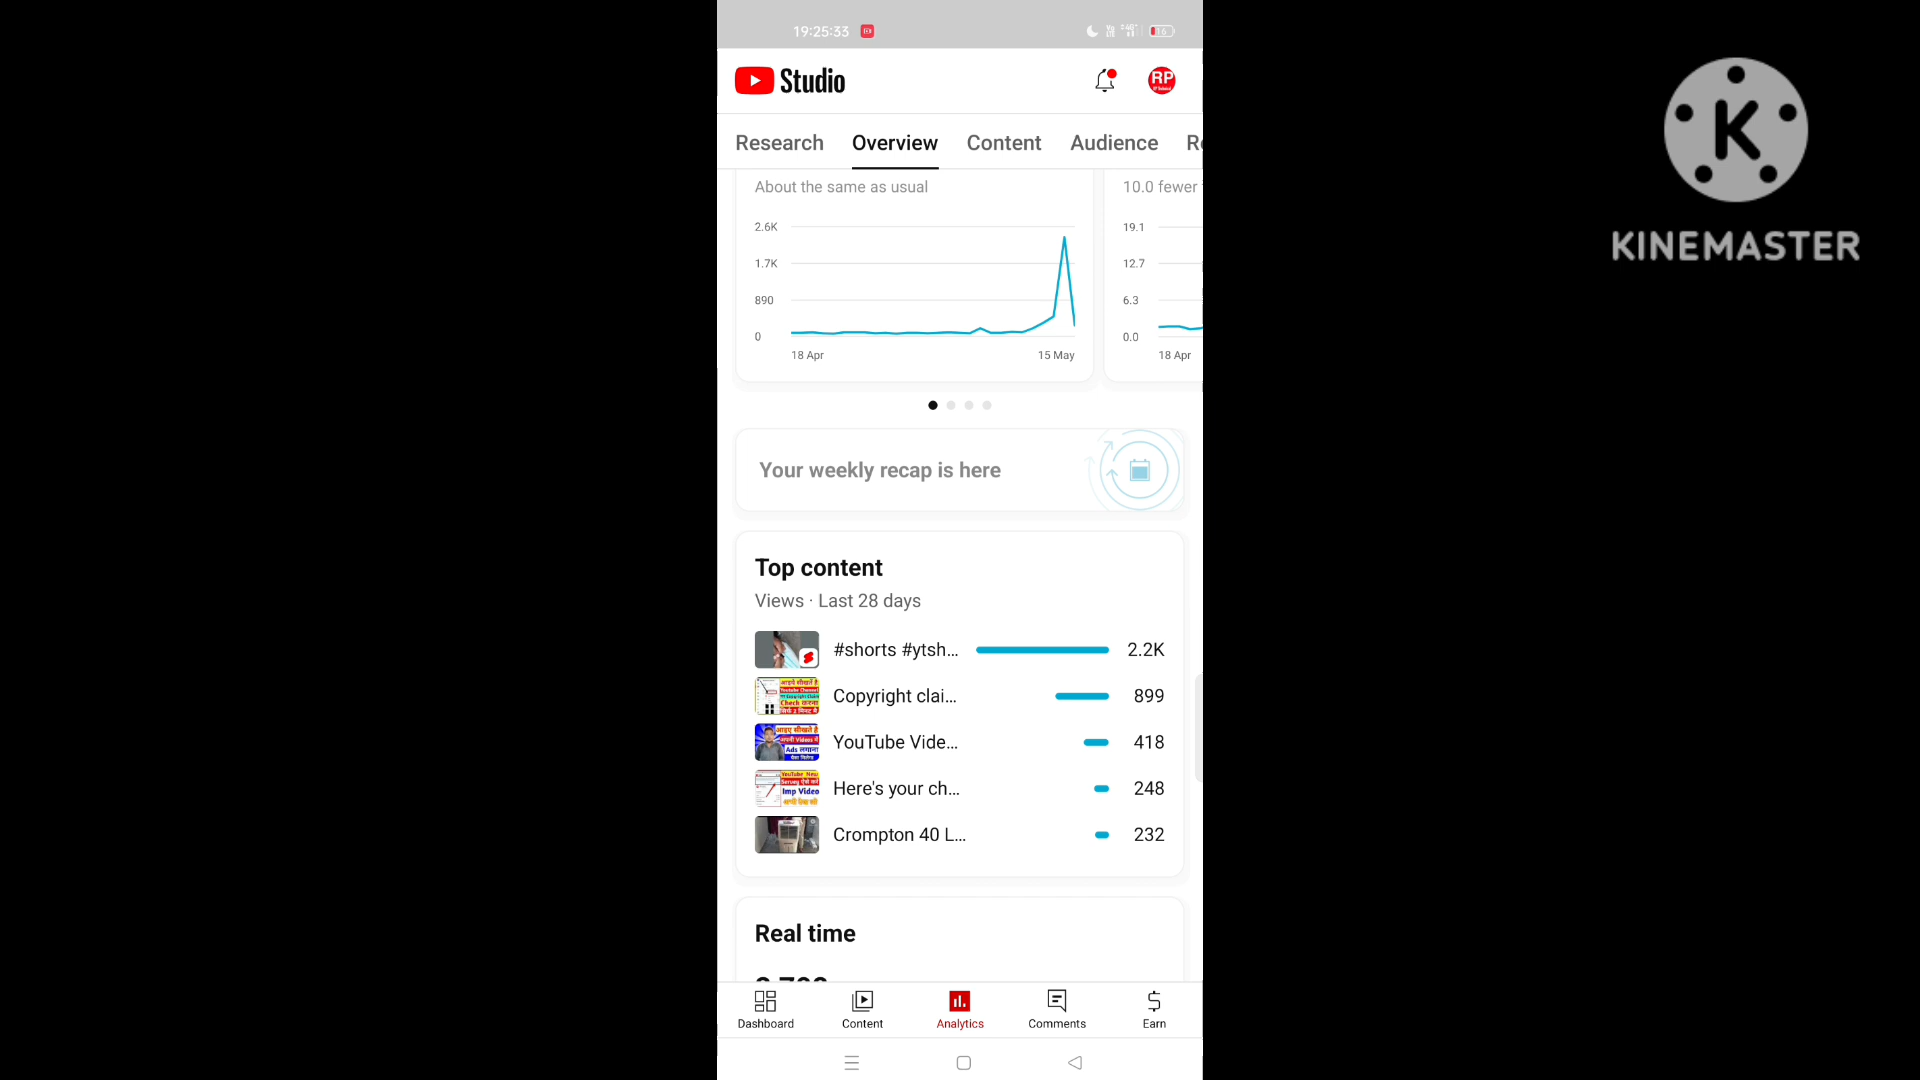 19:25:33
16
Studio
RP
KINEMASTER
Research Overview Content Audience
About the same as usual
10.0 fewer
2.6K
1.7K
890
0
18 Apr 15 May
19.1
12.7
6.3
0.0
18 Apr
Your weekly recap is here
Top content
Views · Last 28 days
#shorts #ytsh... 2.2K
Copyright clai... 899
YouTube Vide... 418
Here's your ch... 248
Crompton 40 L... 232
Real time
Dashboard Content Analytics Comments Earn